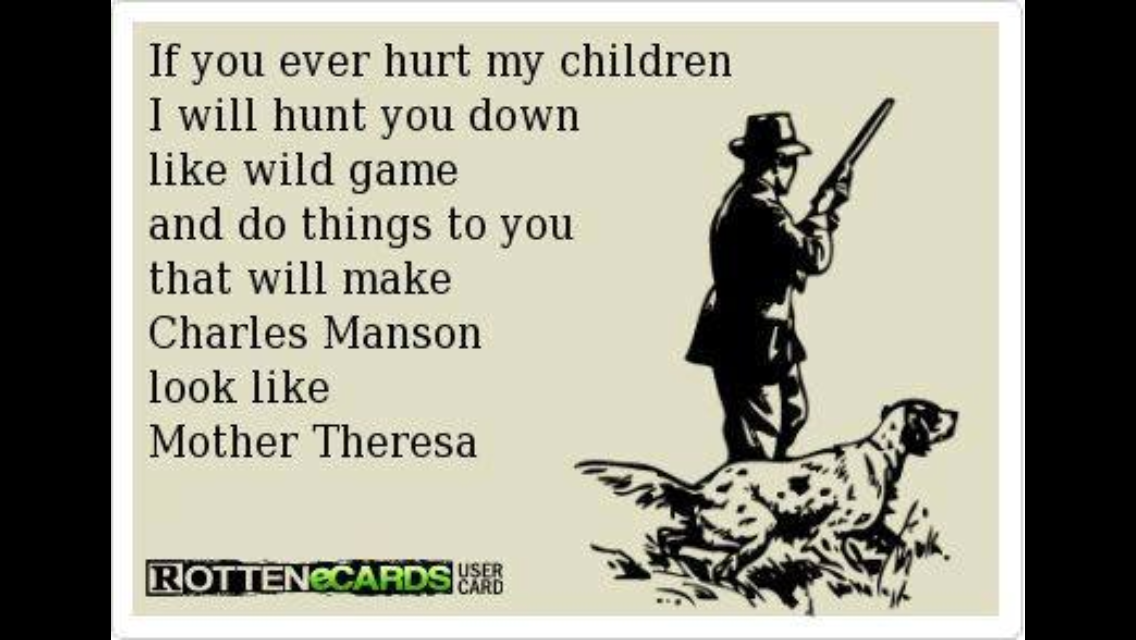 If you ever hurt my children
I will hunt you down
like wild game
and do things to you
that will make
Charles Manson
look like
Mother Theresa
ROTTENeCARDS USER CARD